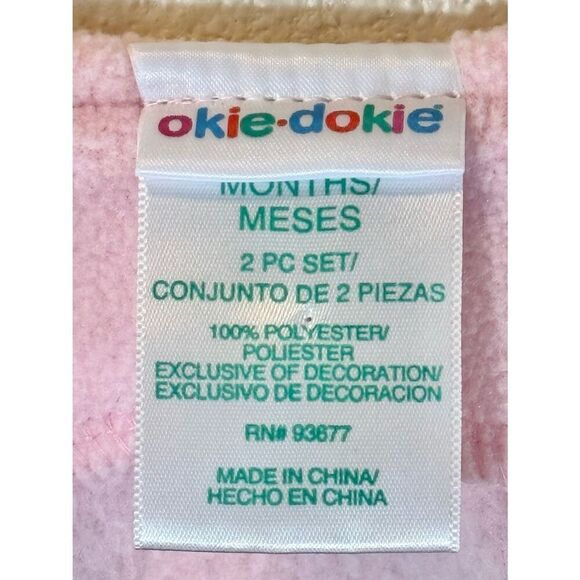 okie·dokie®
MONTHS/
MESES
2 PC SET/
CONJUNTO DE 2 PIEZAS
100% POLYESTER/
POLIESTER
EXCLUSIVE OF DECORATION/
EXCLUSIVO DE DECORACION
RN# 93677
MADE IN CHINA/
HECHO EN CHINA